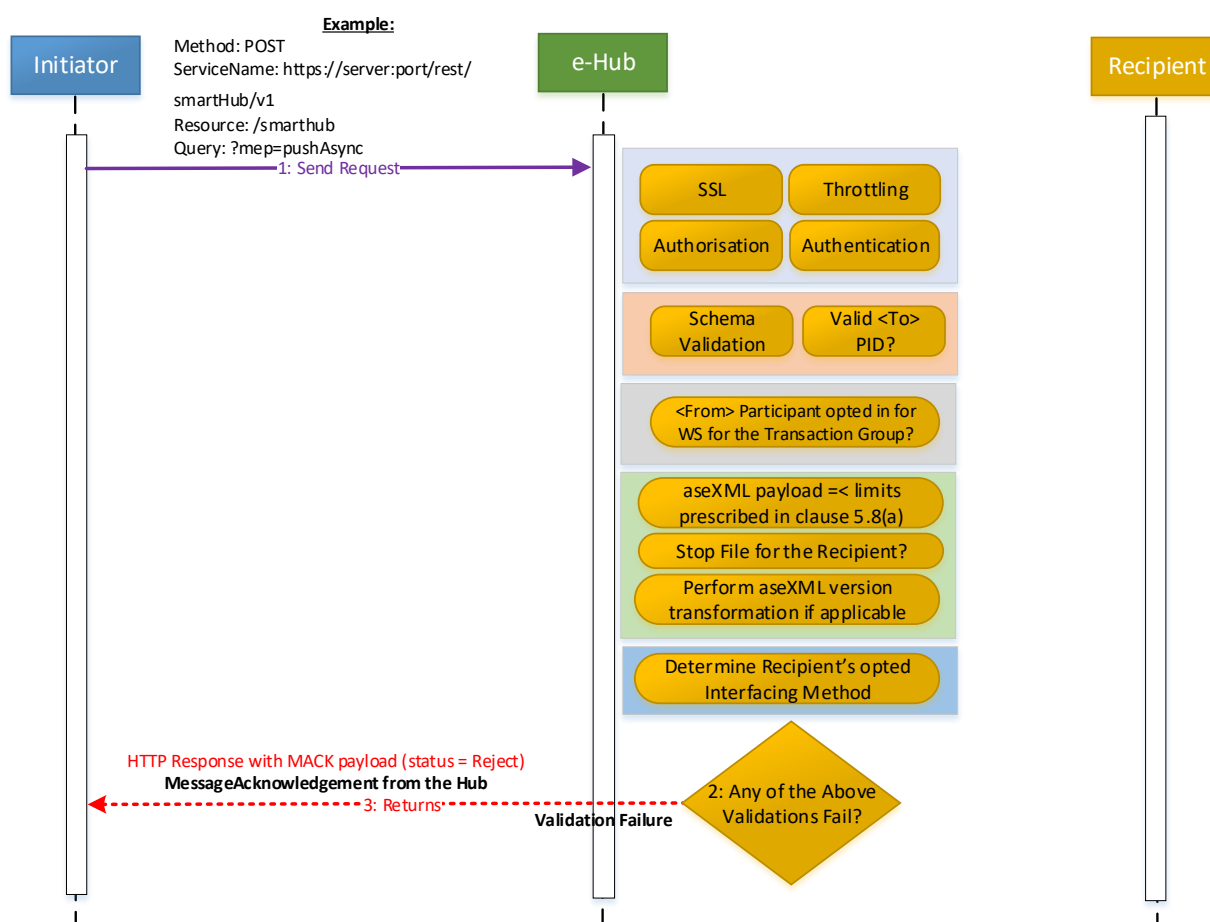 Example:
Method: POST
ServiceName: https://server:port/rest/
smartHub/v1
Resource: /smarthub
Query: ?mep=pushAsync
Initiator
e-Hub
Recipient
1: Send Request
SSL
Throttling
Authorisation
Authentication
Schema
Validation
Valid <To>
PID?
<From> Participant opted in for
WS for the Transaction Group?
aseXML payload =< limits
prescribed in clause 5.8(a)
Stop File for the Recipient?
Perform aseXML version
transformation if applicable
Determine Recipient’s opted
Interfacing Method
HTTP Response with MACK payload (status = Reject)
MessageAcknowledgement from the Hub
3: Returns
Validation Failure
2: Any of the Above
Validations Fail?